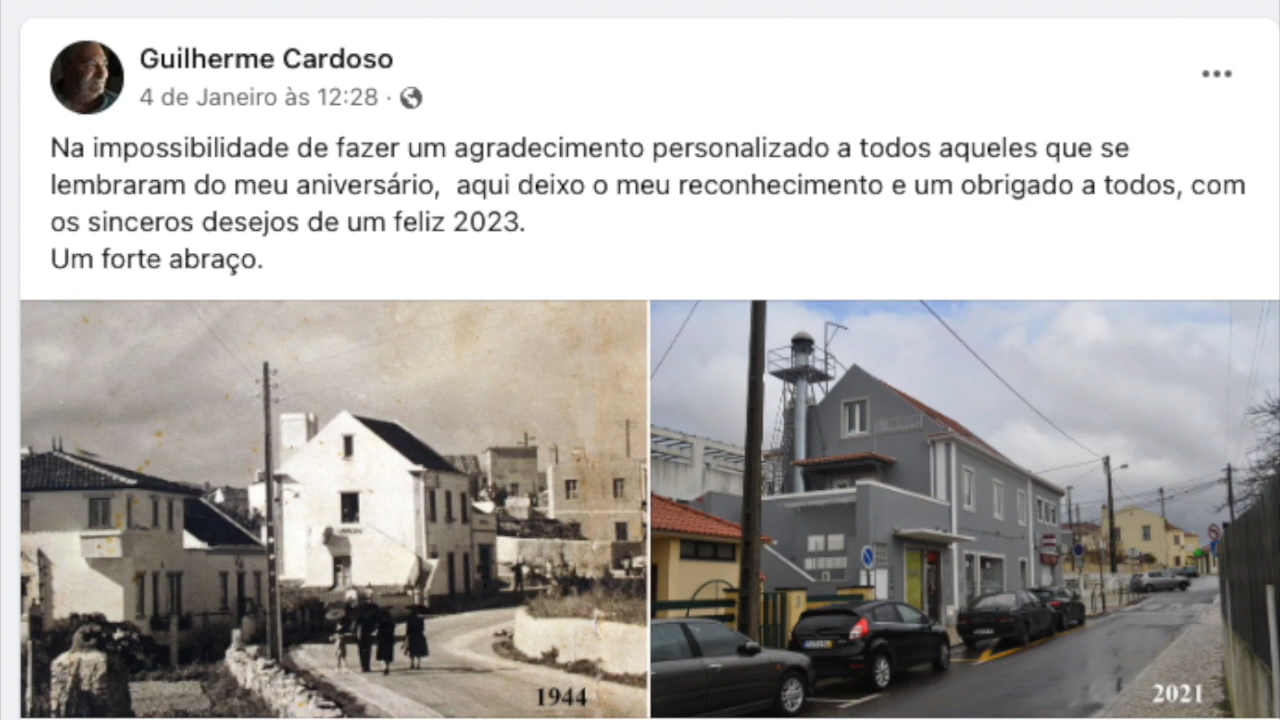 Guilherme Cardoso
4 de Janeiro às 12:28 ·
Na impossibilidade de fazer um agradecimento personalizado a todos aqueles que se
lembraram do meu aniversário,  aqui deixo o meu reconhecimento e um obrigado a todos, com
os sinceros desejos de um feliz 2023.
Um forte abraço.
1944
2021